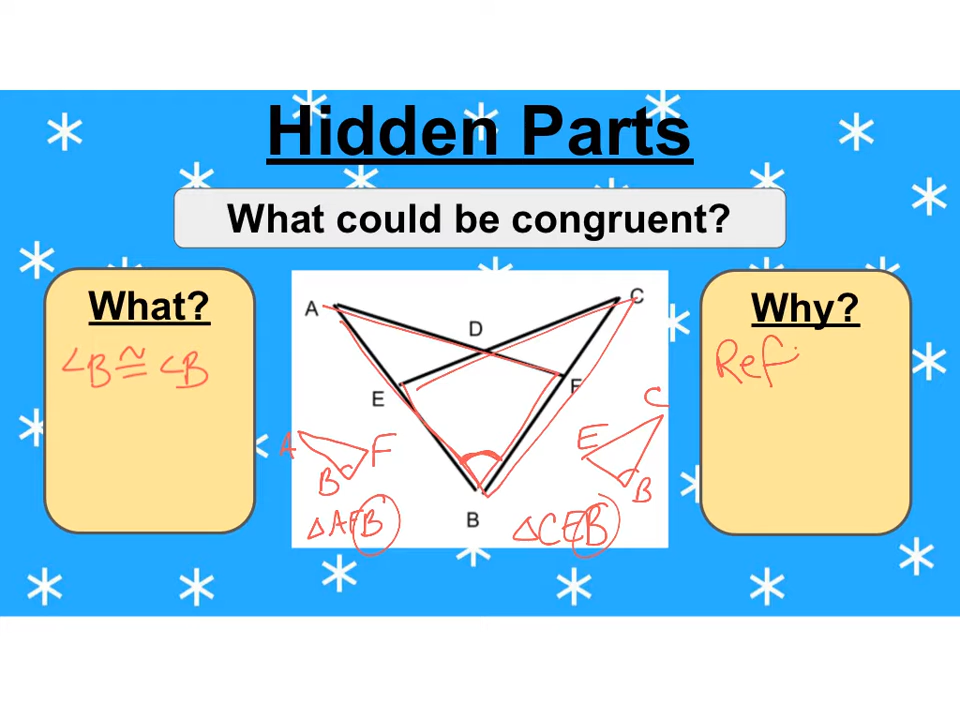 Hidden Parts
What could be congruent?
What?
∠B ≅ ∠B
A
C
D
E
F
B
A
F
B
△AFB
C
E
B
△CEB
Why?
Ref.